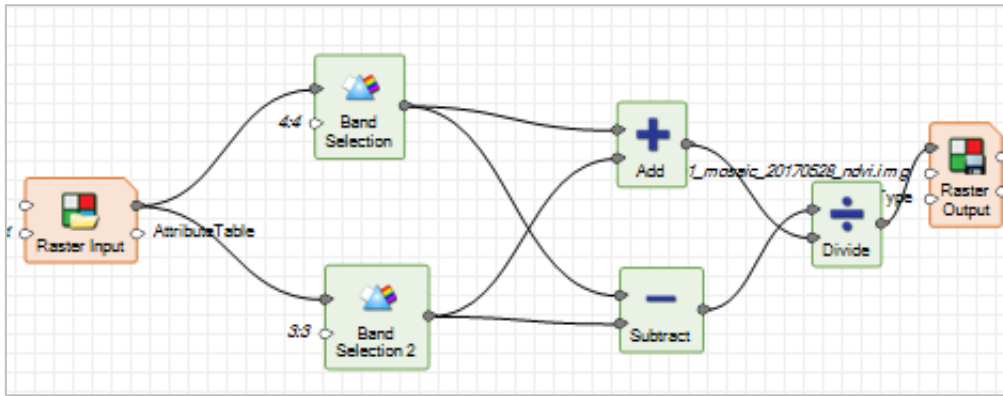 4:4
Band
Selection
Add
1_mosaic_20170528_ndvi.img
Type
Raster
Output
Raster Input
AttributeTable
Divide
3:3
Band
Selection 2
Subtract